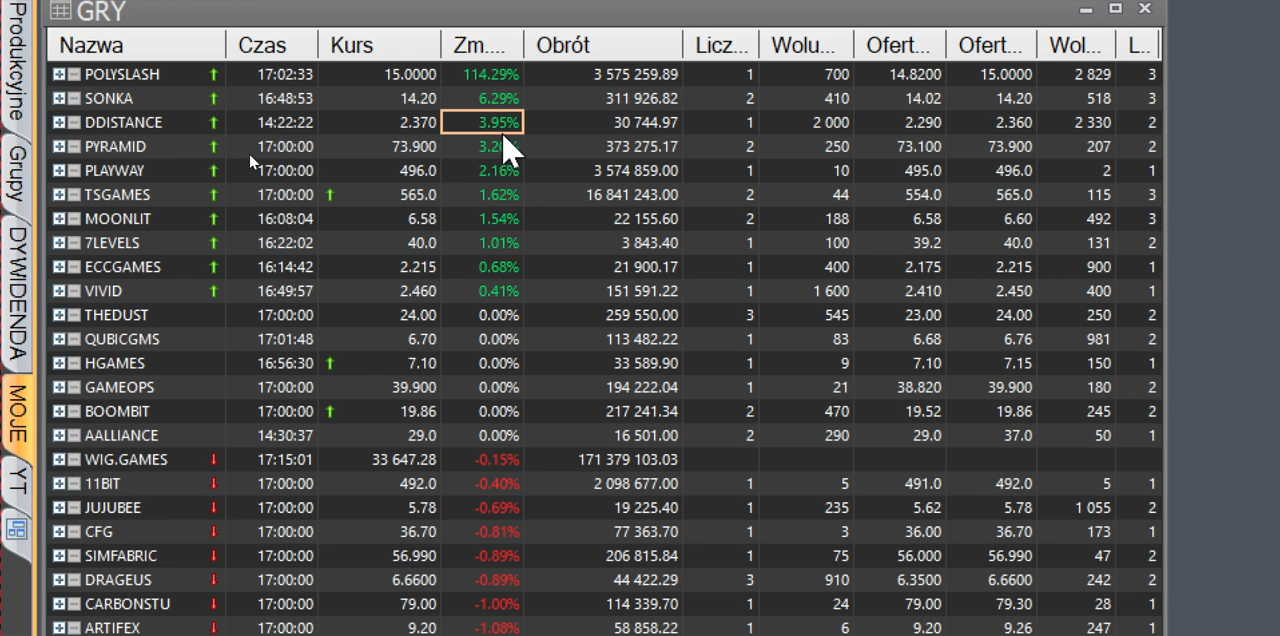 GRY
Produkcyjne
Grupy
DYWIDENDA
MOJE
YT
Nazwa Czas Kurs Zm.... Obrót Licz... Wolu... Ofert... Ofert... Wol... L..
POLYSLASH 17:02:33 15.0000 114.29% 3 575 259.89 1 700 14.8200 15.0000 2 829 3
SONKA 16:48:53 14.20 6.29% 311 926.82 2 410 14.02 14.20 518 3
DDISTANCE 14:22:22 2.370 3.95% 30 744.97 1 2 000 2.290 2.360 2 330 2
PYRAMID 17:00:00 73.900 373 275.17 2 250 73.100 73.900 207 2
PLAYWAY 17:00:00 496.0 2.16% 3 574 859.00 1 10 495.0 496.0 2 1
TSGAMES 17:00:00 565.0 1.62% 16 841 243.00 2 44 554.0 565.0 115 3
MOONLIT 16:08:04 6.58 1.54% 22 155.60 2 188 6.58 6.60 492 3
7LEVELS 16:22:02 40.0 1.01% 3 843.40 1 100 39.2 40.0 131 2
ECCGAMES 16:14:42 2.215 0.68% 21 900.17 1 400 2.175 2.215 900 1
VIVID 16:49:57 2.460 0.41% 151 591.22 1 1 600 2.410 2.450 400 1
THEDUST 17:00:00 24.00 0.00% 259 550.00 3 545 23.00 24.00 250 2
QUBICGMS 17:01:48 6.70 0.00% 113 482.22 1 83 6.68 6.76 981 2
HGAMES 16:56:30 7.10 0.00% 33 589.90 1 9 7.10 7.15 150 1
GAMEOPS 17:00:00 39.900 0.00% 194 222.04 1 21 38.820 39.900 180 2
BOOMBIT 17:00:00 19.86 0.00% 217 241.34 2 470 19.52 19.86 245 2
AALLIANCE 14:30:37 29.0 0.00% 16 501.00 2 290 29.0 37.0 50 1
WIG.GAMES 17:15:01 33 647.28 -0.15% 171 379 103.03
11BIT 17:00:00 492.0 -0.40% 2 098 677.00 1 5 491.0 492.0 5 1
JUJUBEE 17:00:00 5.78 -0.69% 19 225.40 1 235 5.62 5.78 1 055 2
CFG 17:00:00 36.70 -0.81% 77 363.70 1 3 36.00 36.70 173 1
SIMFABRIC 17:00:00 56.990 -0.89% 206 815.84 1 75 56.000 56.990 47 2
DRAGEUS 17:00:00 6.6600 -0.89% 44 422.29 3 910 6.3500 6.6600 242 2
CARBONSTU 17:00:00 79.00 -1.00% 114 339.70 1 24 79.00 79.30 28 1
ARTIFEX 17:00:00 9.20 -1.08% 58 858.22 1 6 9.20 9.26 247 1